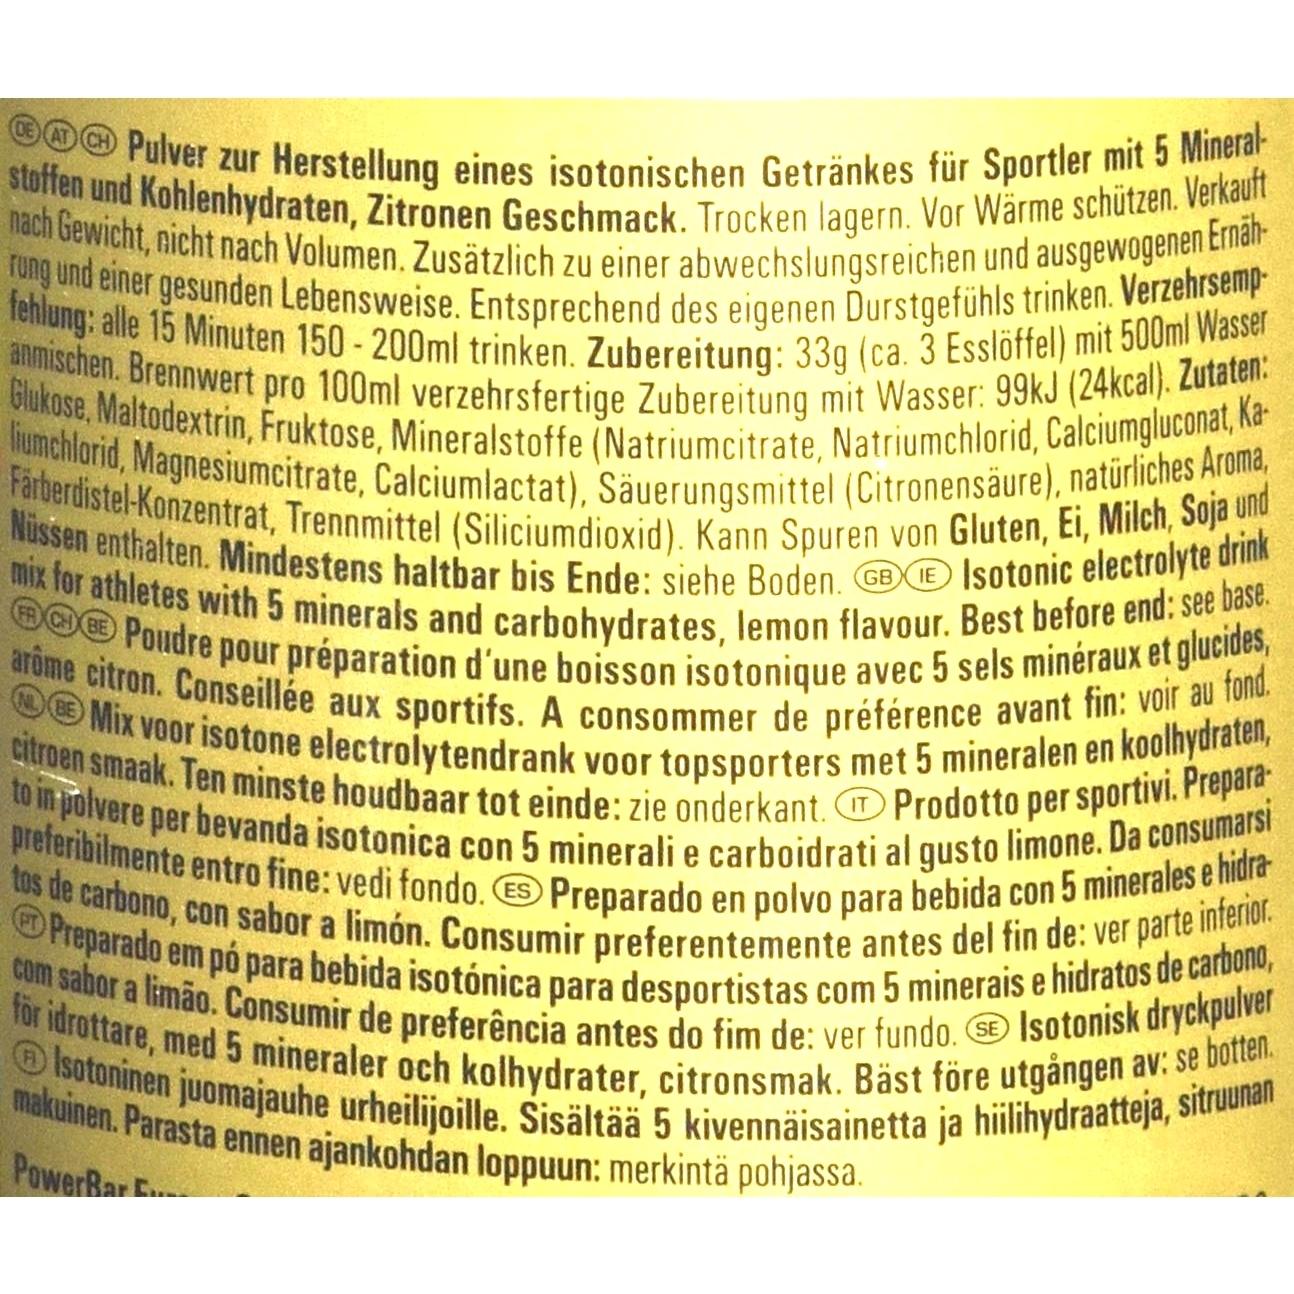 DE AT CH Pulver zur Herstellung eines isotonischen Getränkes für Sportler mit 5 Mineral-
stoffen und Kohlenhydraten, Zitronen Geschmack. Trocken lagern. Vor Wärme schützen. Verkauft
nach Gewicht, nicht nach Volumen. Zusätzlich zu einer abwechslungsreichen und ausgewogenen Ernäh-
rung und einer gesunden Lebensweise. Entsprechend des eigenen Durstgefühls trinken. Verzehrsemp-
fehlung: alle 15 Minuten 150 - 200ml trinken. Zubereitung: 33g (ca. 3 Esslöffel) mit 500ml Wasser
anmischen. Brennwert pro 100ml verzehrsfertige Zubereitung mit Wasser: 99kJ (24kcal). Zutaten:
Glukose, Maltodextrin, Fruktose, Mineralstoffe (Natriumcitrate, Natriumchlorid, Calciumgluconat, Ka-
liumchlorid, Magnesiumcitrate, Calciumlactat), Säuerungsmittel (Citronensäure), natürliches Aroma,
Färberdistel-Konzentrat, Trennmittel (Siliciumdioxid). Kann Spuren von Gluten, Ei, Milch, Soja und
Nüssen enthalten. Mindestens haltbar bis Ende: siehe Boden. GB IE Isotonic electrolyte drink
mix for athletes with 5 minerals and carbohydrates, lemon flavour. Best before end: see base.
FR CH BE Poudre pour préparation d'une boisson isotonique avec 5 sels minéraux et glucides,
arôme citron. Conseillée aux sportifs. A consommer de préférence avant fin: voir au fond.
NL BE Mix voor isotone electrolytendrank voor topsporters met 5 mineralen en koolhydraten,
citroen smaak. Ten minste houdbaar tot einde: zie onderkant. IT Prodotto per sportivi. Prepara-
to in polvere per bevanda isotonica con 5 minerali e carboidrati al gusto limone. Da consumarsi
preferibilmente entro fine: vedi fondo. ES Preparado en polvo para bebida con 5 minerales e hidra-
tos de carbono, con sabor a limón. Consumir preferentemente antes del fin de: ver parte inferior.
PT Preparado em pó para bebida isotónica para desportistas com 5 minerais e hidratos de carbono,
com sabor a limão. Consumir de preferência antes do fim de: ver fundo. SE Isotonisk dryckpulver
för idrottare, med 5 mineraler och kolhydrater, citronsmak. Bäst före utgången av: se botten.
FI Isotoninen juomajauhe urheilijoille. Sisältää 5 kivennäisainetta ja hiilihydraatteja, sitruunan
makuinen. Parasta ennen ajankohdan loppuun: merkintä pohjassa.
PowerBar